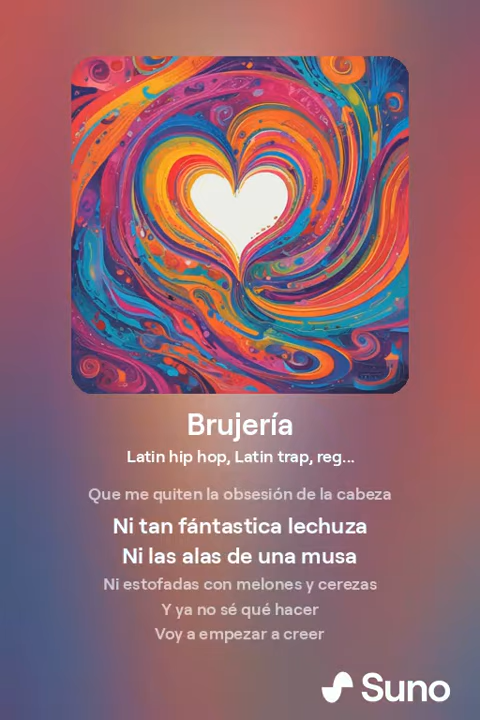 Brujería
Latin hip hop, Latin trap, reg...
Que me quiten la obsesión de la cabeza
Ni tan fántastica lechuza
Ni las alas de una musa
Ni estofadas con melones y cerezas
Y ya no sé qué hacer
Voy a empezar a creer
Suno